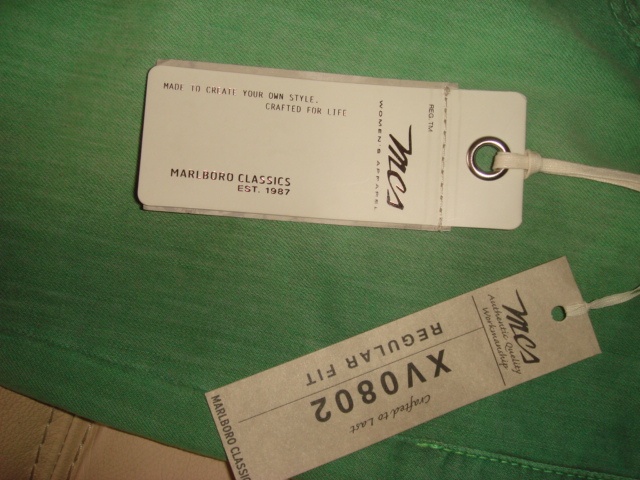 MADE TO CREATE YOUR OWN STYLE.
CRAFTED FOR LIFE
MARLBORO CLASSICS
EST. 1987
REG. TM
mcs
WOMEN'S APPAREL
mcs
Authentic Quality
Workmanship
REGULAR FIT
XV0802
Crafted to Last
MARLBORO CLASSIC